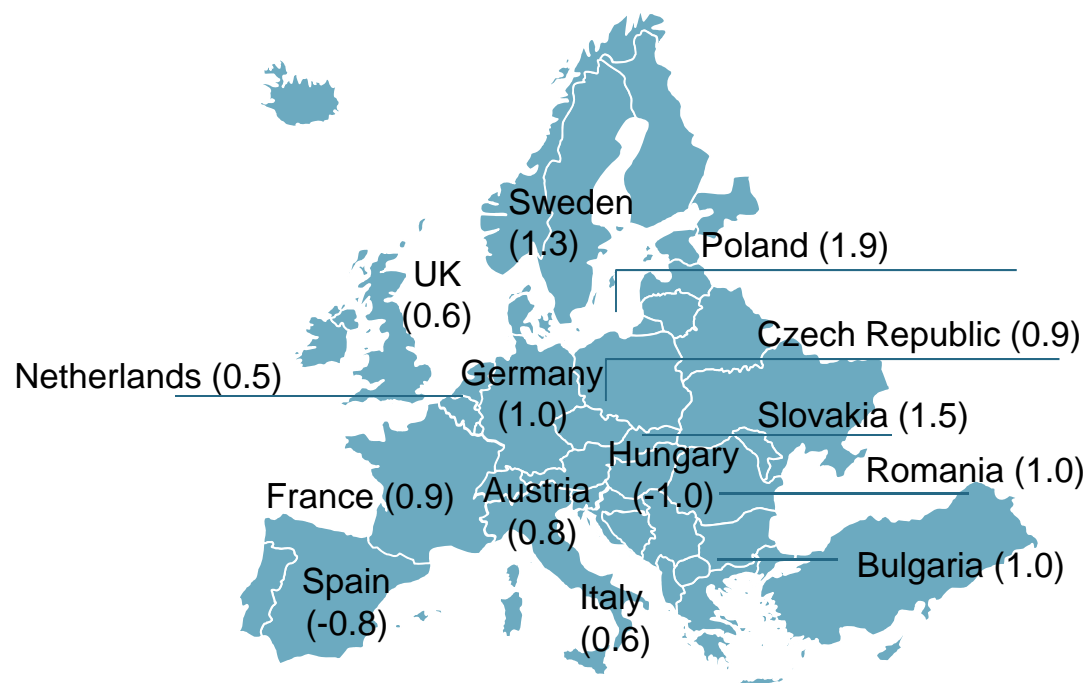 Sweden
(1.3)
Poland (1.9)
UK
(0.6)
Czech Republic (0.9)
Netherlands (0.5)
Germany
(1.0)
Slovakia (1.5)
Hungary
(-1.0)
Romania (1.0)
France (0.9)
Austria
(0.8)
Bulgaria (1.0)
Spain
(-0.8)
Italy
(0.6)